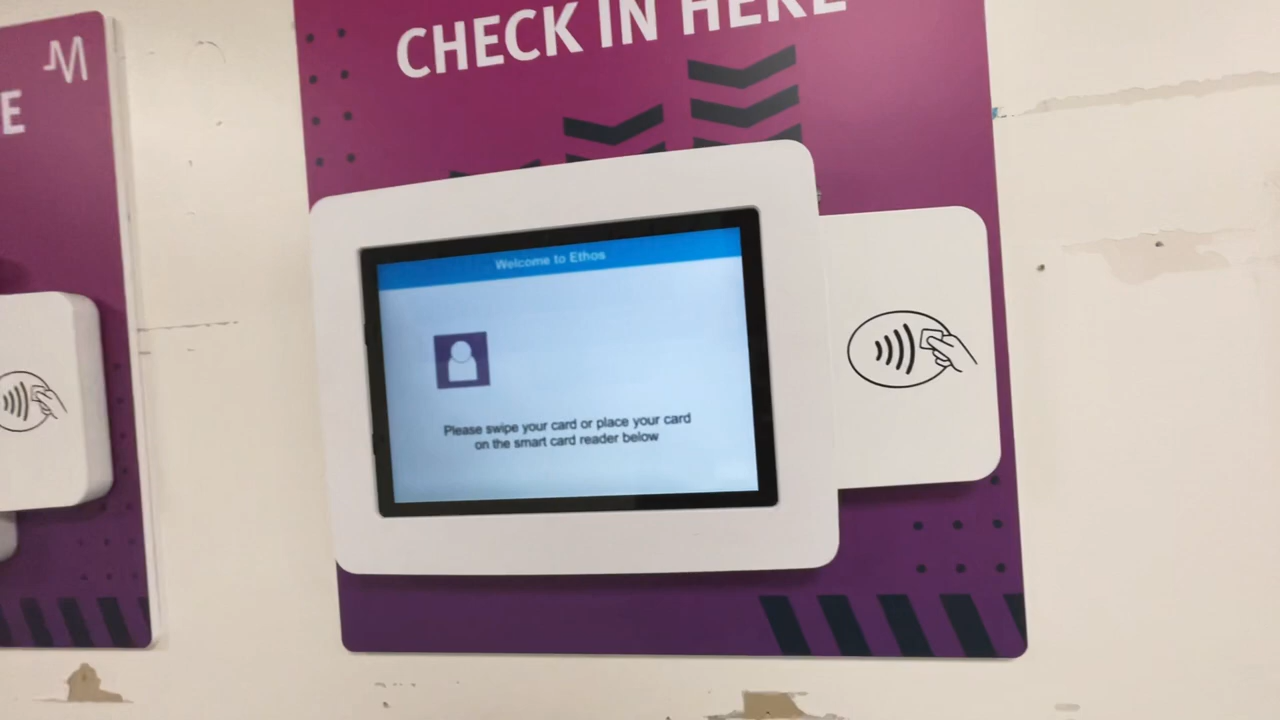 CHECK IN HERE
M
E
Welcome to Ethos
Please swipe your card or place your card
on the smart card reader below